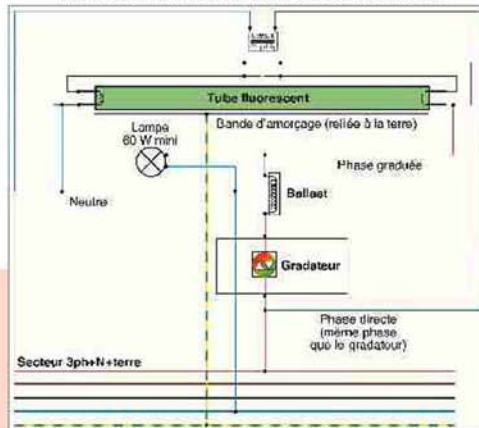 Tube fluorescent
Bande d'amorçage (reliée à la terre)
Lampe
60 W mini
Phase graduée
Neutre
Ballast
Gradateur
Phase directe
(même phase
que le gradateur)
Secteur 3ph+N+terre